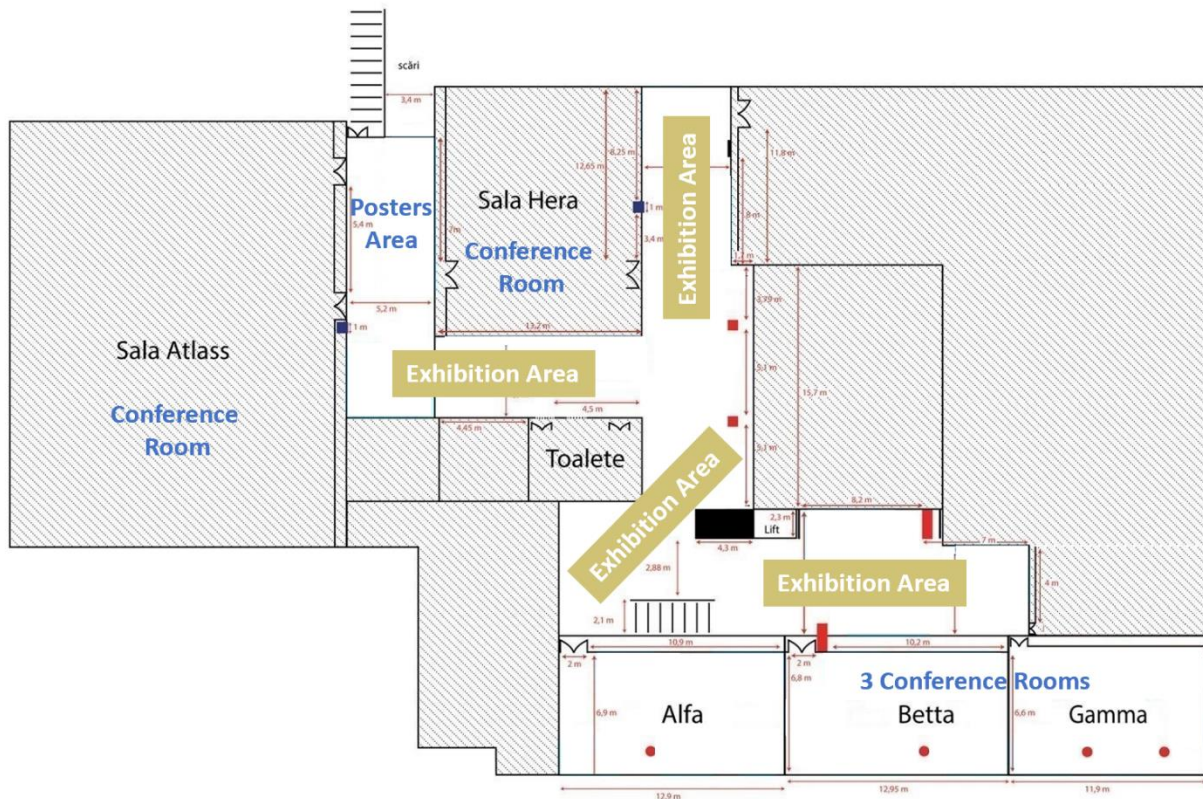 scări
3,4 m
12,65 m
8,25 m
Exhibition Area
11,8 m
Posters
Area
5,4 m
7m
Sala Hera
Conference
Room
1 m
3,4 m
8 m
5,2 m
13,2 m
3,79 m
1 m
Sala Atlass
Conference
Room
Exhibition Area
4,5 m
5,1 m
15,7 m
4,45 m
Toalete
5,1 m
Exhibition Area
8,2 m
2,3 m
Lift
4,3 m
7 m
2,88 m
Exhibition Area
4 m
2,1 m
10,9 m
10,2 m
2 m
2 m
6,8 m
3 Conference Rooms
6,9 m
Alfa
Betta
6,6 m
Gamma
12,9 m
12,95 m
11,9 m